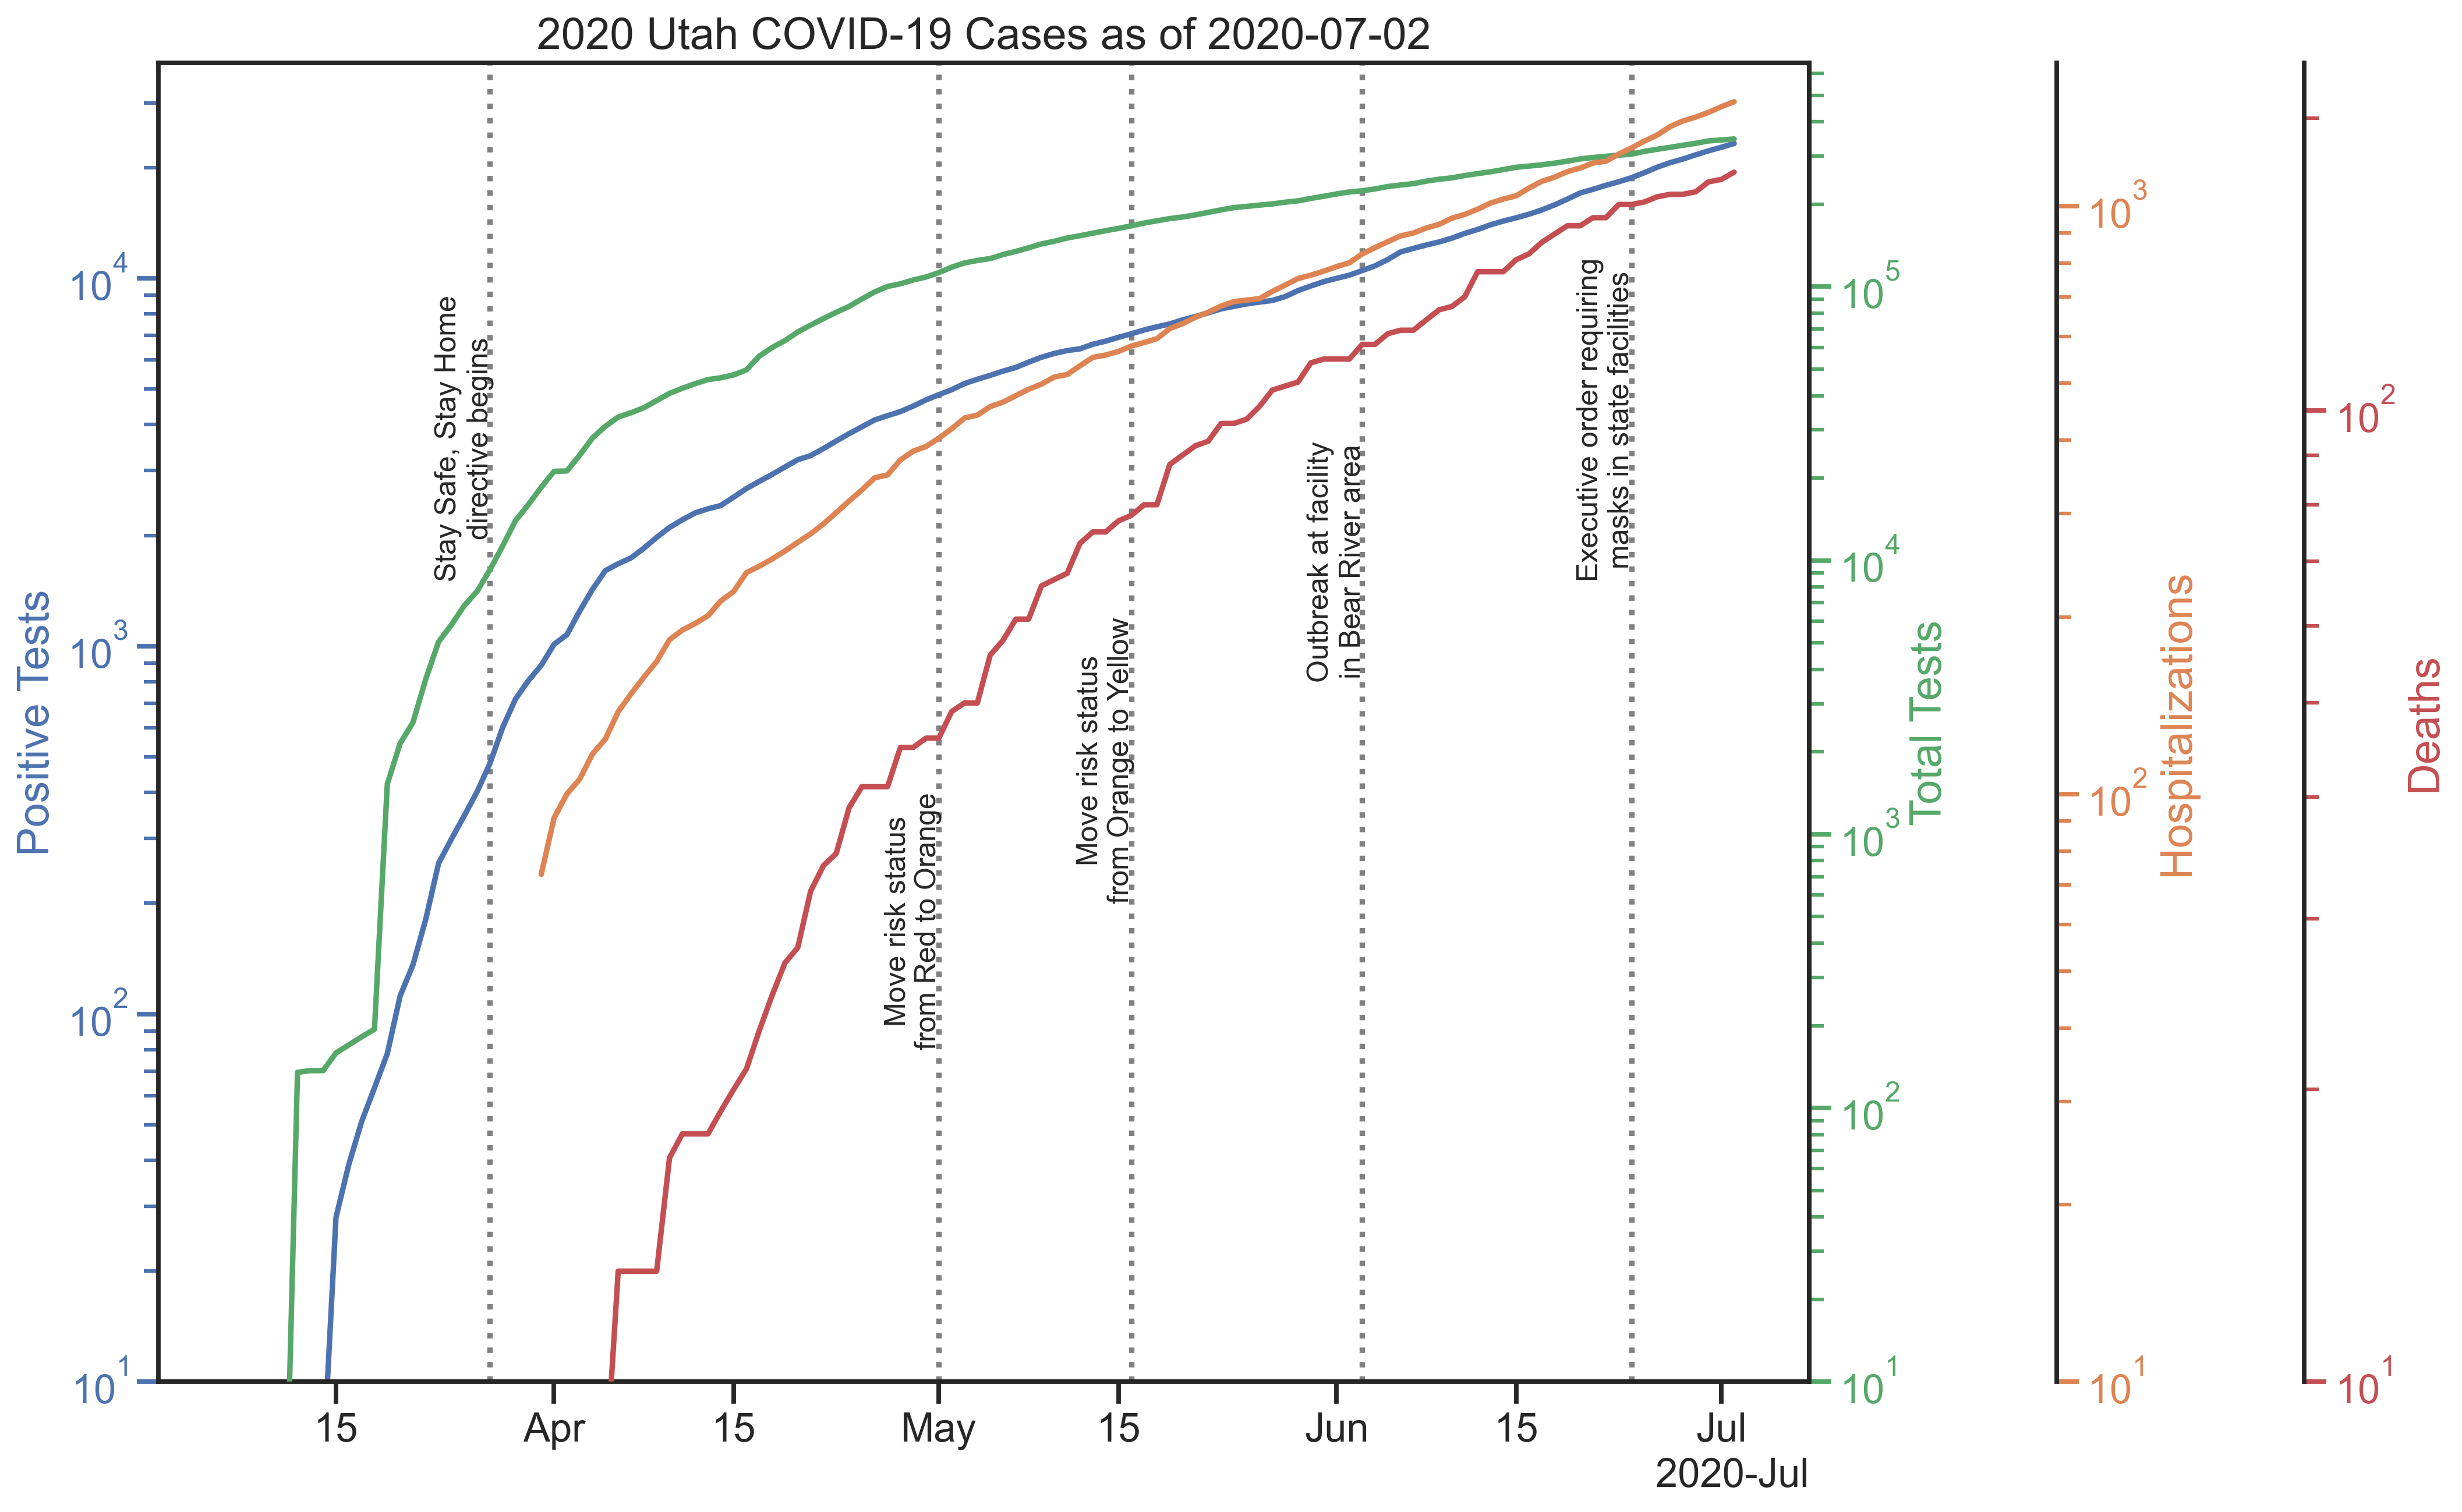 2020 Utah COVID-19 Cases as of 2020-07-02
Positive Tests
10^4
10^3
10^2
10^1
Stay Safe, Stay Home
directive begins
Move risk status
from Red to Orange
Move risk status
from Orange to Yellow
Outbreak at facility
in Bear River area
Executive order requiring
masks in state facilities
10^5
10^4
10^3
10^2
10^1
Total Tests
10^3
10^2
10^1
Hospitalizations
10^2
10^1
Deaths
15 Apr 15 May 15 Jun 15 Jul
2020-Jul